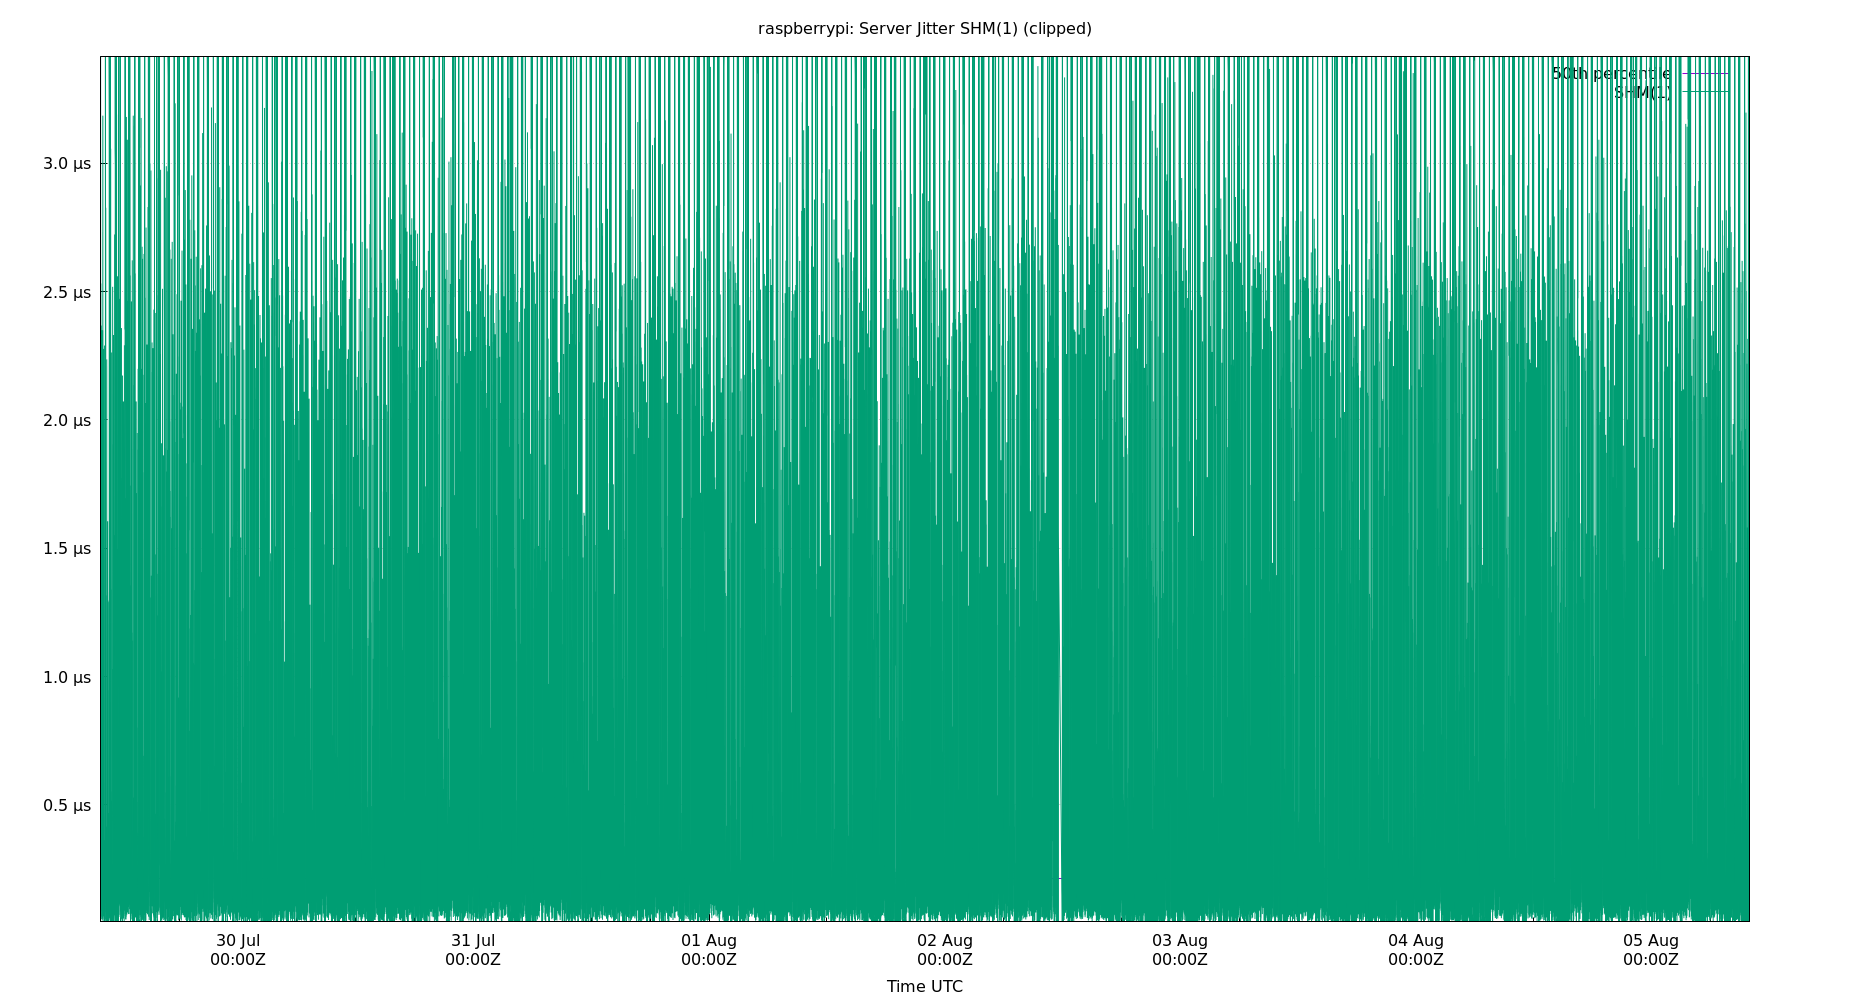 raspberrypi: Server Jitter SHM(1) (clipped)
50th percentile
SHM(1)
3.0 µs
2.5 µs
2.0 µs
1.5 µs
1.0 µs
0.5 µs
30 Jul 31 Jul 01 Aug 02 Aug 03 Aug 04 Aug 05 Aug
00:00Z 00:00Z 00:00Z 00:00Z 00:00Z 00:00Z 00:00Z
Time UTC